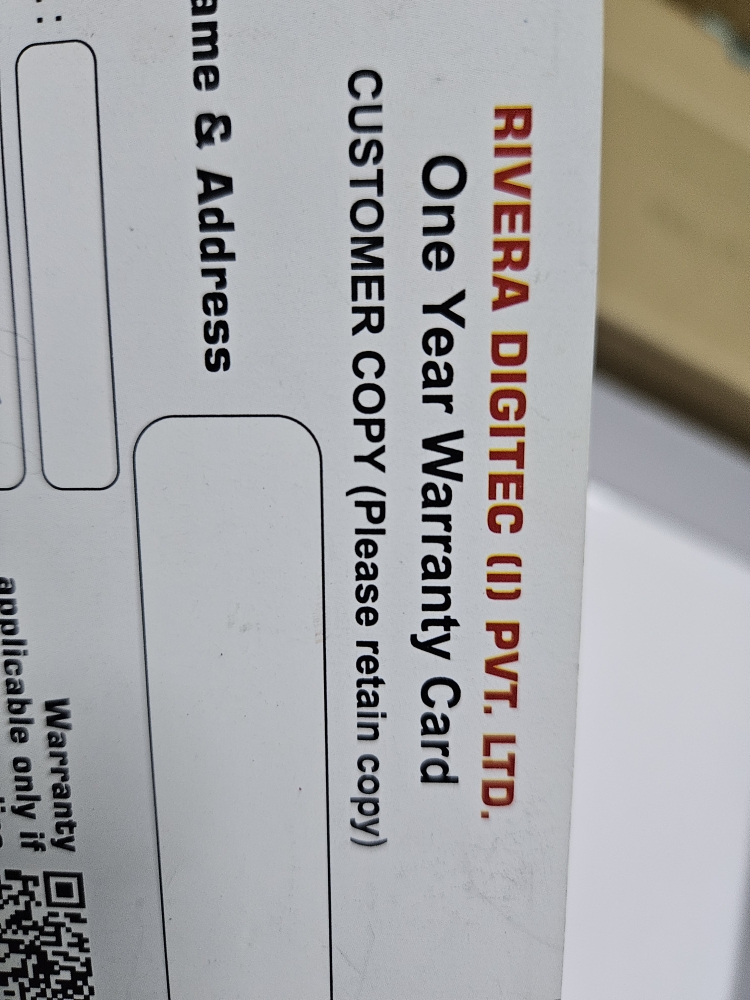 RIVERA DIGITEC (I) PVT. LTD.
One Year Warranty Card
CUSTOMER COPY (Please retain copy)
ame & Address
Warranty
applicable only if